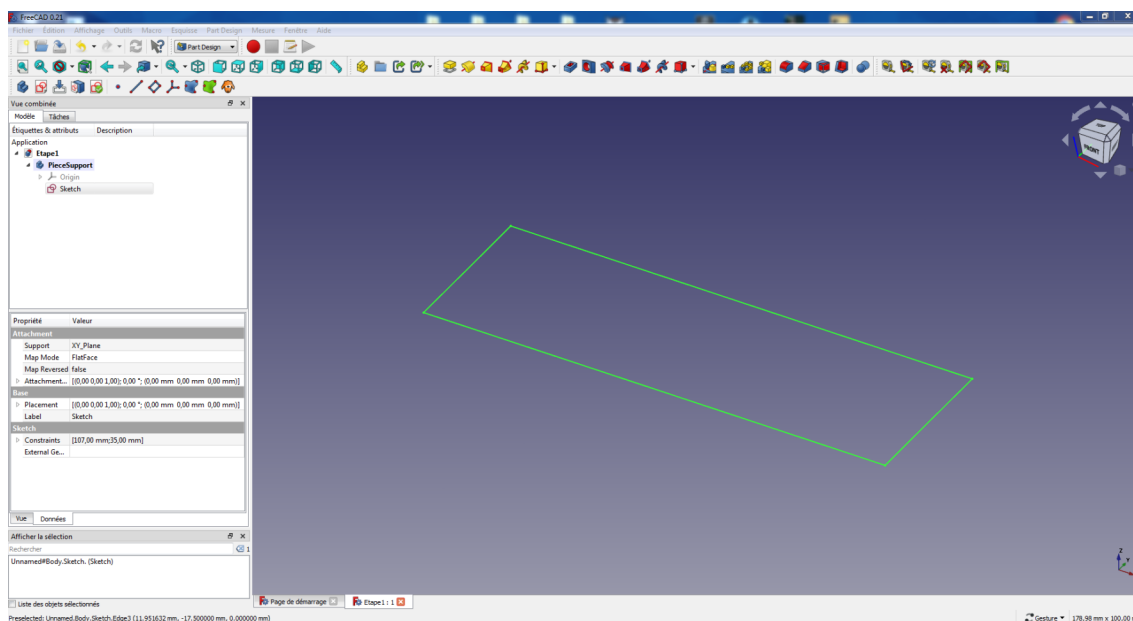 FreeCAD 0.21
Fichier Edition Affichage Outils Macro Esquisse Part Design Mesure Fenêtre Aide
Part Design
Vue combinée
Modèle Tâches
Étiquettes & attributs Description
Application
Etape1
PieceSupport
Origin
Sketch
FRONT
Propriété Valeur
Attachment
Support XY_Plane
Map Mode FlatFace
Map Reversed false
Attachment... [(0,00 0,00 1,00); 0,00 °; (0,00 mm 0,00 mm 0,00 mm)]
Base
Placement [(0,00 0,00 1,00); 0,00 °; (0,00 mm 0,00 mm 0,00 mm)]
Label Sketch
Sketch
Constraints [107,00 mm;35,00 mm]
External Ge...
Vue Données
Afficher la sélection
Rechercher 1
Unnamed#Body.Sketch. (Sketch)
Z
Y
Liste des objets sélectionnés
Page de démarrage Etape1 : 1
Preselected: Unnamed.Body.Sketch.Edge3 (11.951632 mm, -17.500000 mm, 0.000000 mm) Gesture 178.98 mm x 100.00